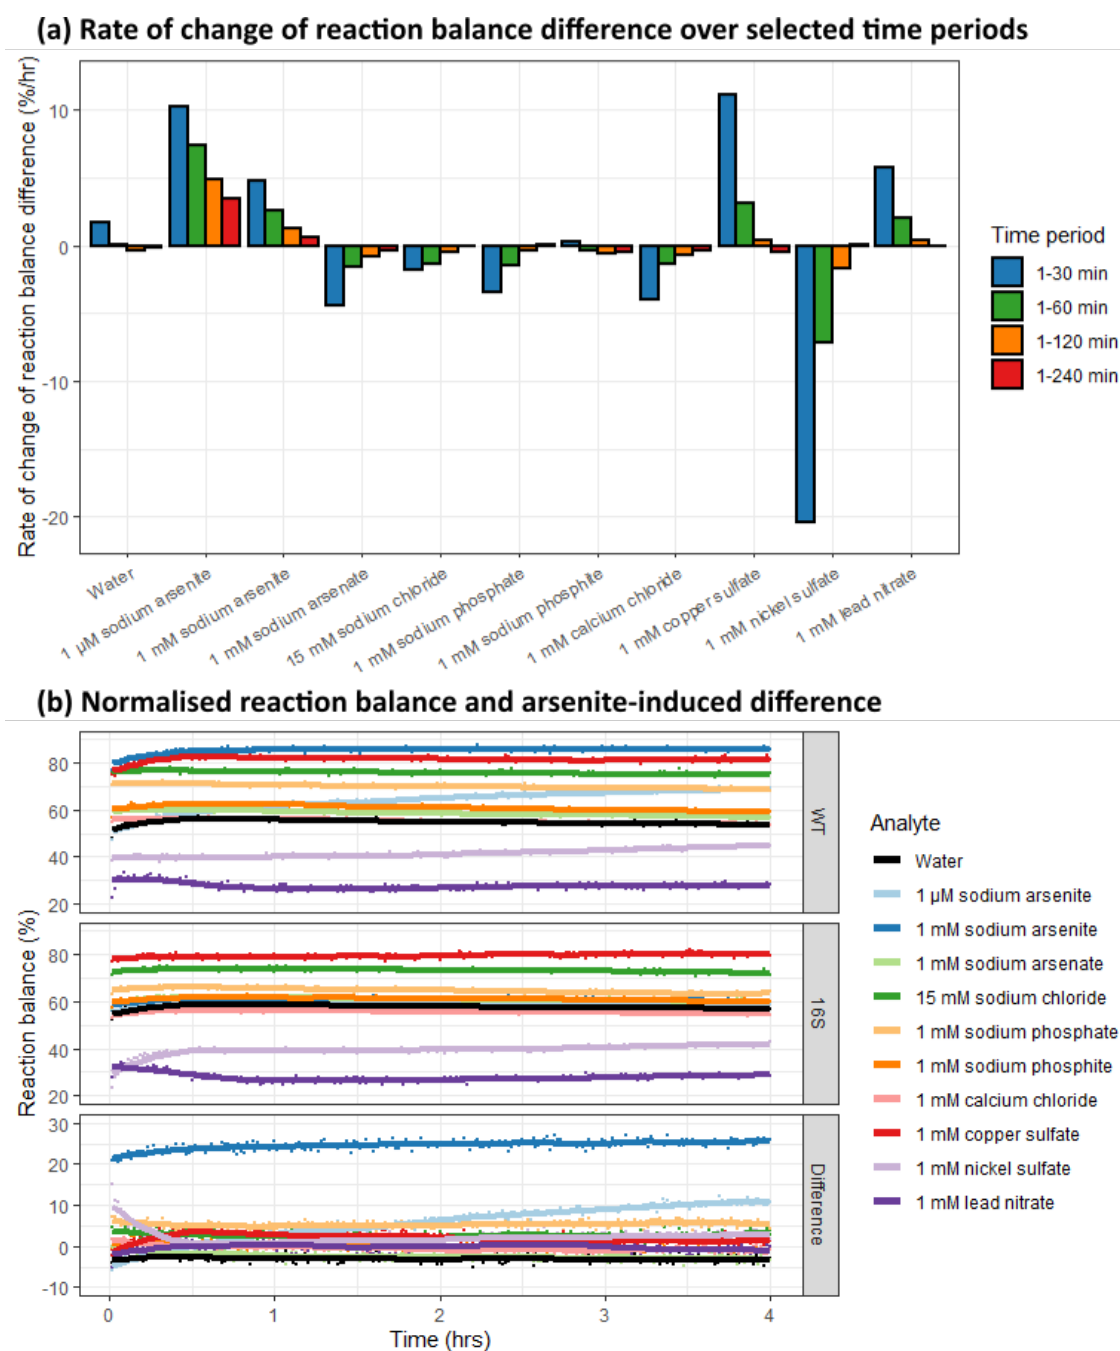 (a) Rate of change of reaction balance difference over selected time periods
Rate of change of reaction balance difference (%/hr)
10
0
-10
-20
Water
1 µM sodium arsenite
1 mM sodium arsenite
1 mM sodium arsenate
15 mM sodium chloride
1 mM sodium phosphate
1 mM sodium phosphite
1 mM calcium chloride
1 mM copper sulfate
1 mM nickel sulfate
1 mM lead nitrate
Time period
1-30 min
1-60 min
1-120 min
1-240 min
(b) Normalised reaction balance and arsenite-induced difference
Reaction balance (%)
80
60
40
20
WT
80
60
40
20
16S
30
20
10
0
-10
Difference
0
1
2
3
4
Time (hrs)
Analyte
Water
1 µM sodium arsenite
1 mM sodium arsenite
1 mM sodium arsenate
15 mM sodium chloride
1 mM sodium phosphate
1 mM sodium phosphite
1 mM calcium chloride
1 mM copper sulfate
1 mM nickel sulfate
1 mM lead nitrate